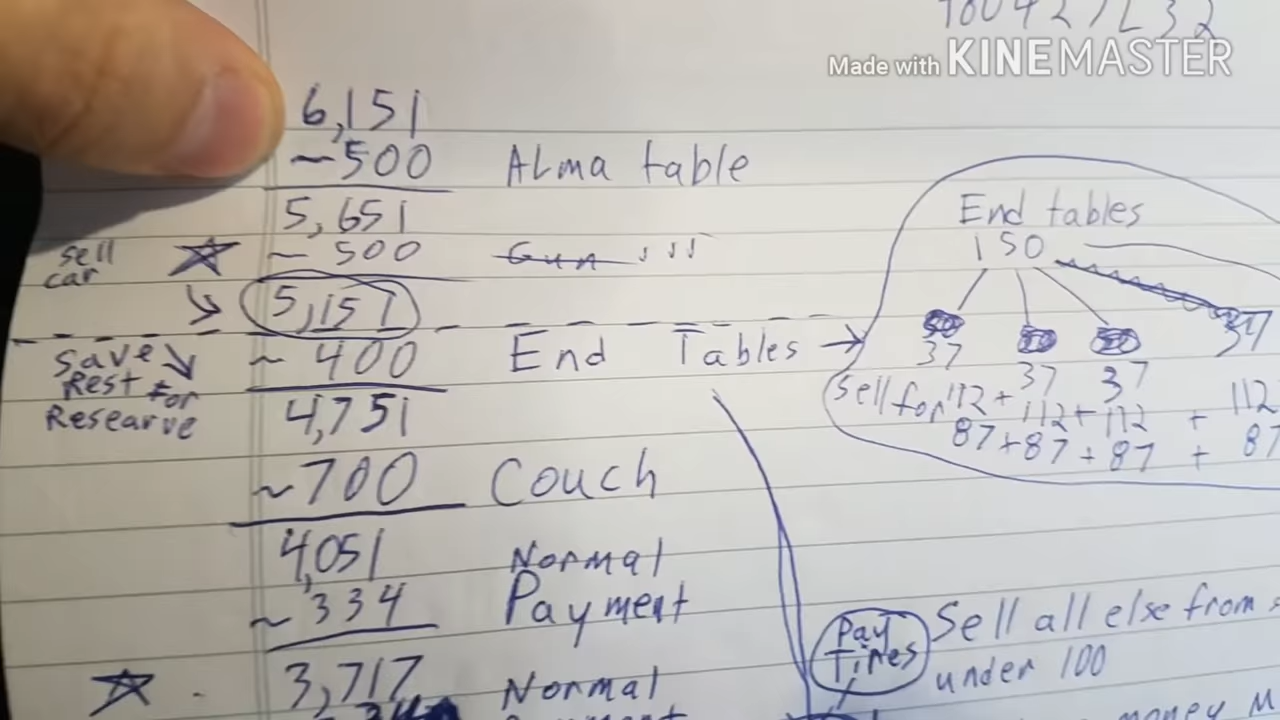 Made with KINEMASTER
6,151
- 500 ALma table
5,651
sell car
- 500 Gun
5,151
- 400 End Tables →
Save Rest for Researve
4,751
- 700 Couch
4,051 Normal
- 334 Payment
3,717 Normal
End tables
150
37
37 37 37
Sell for 112 + 112 + 112 + 112
87 + 87 + 87 + 87
Pay Tires
Sell all else from
under 100
money